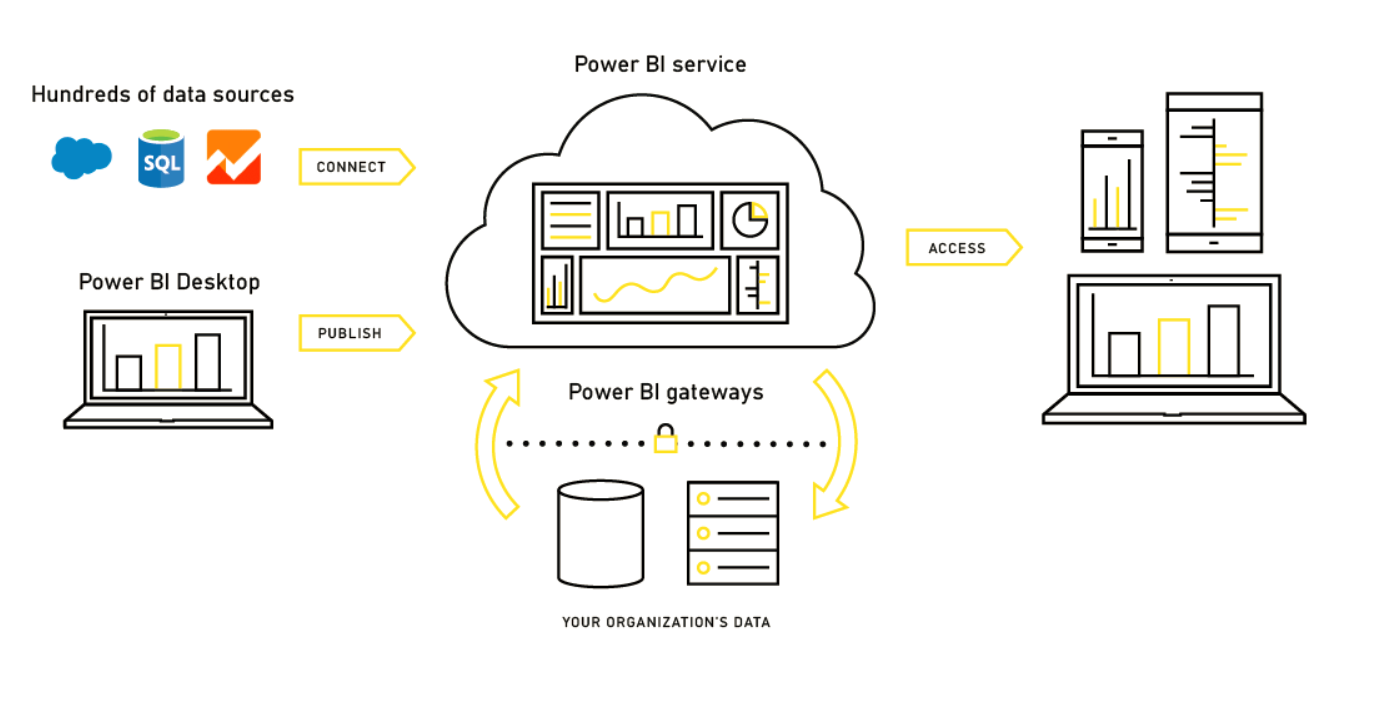 Power BI service
Hundreds of data sources
SQL
CONNECT
ACCESS
Power BI Desktop
PUBLISH
Power BI gateways
YOUR ORGANIZATION'S DATA